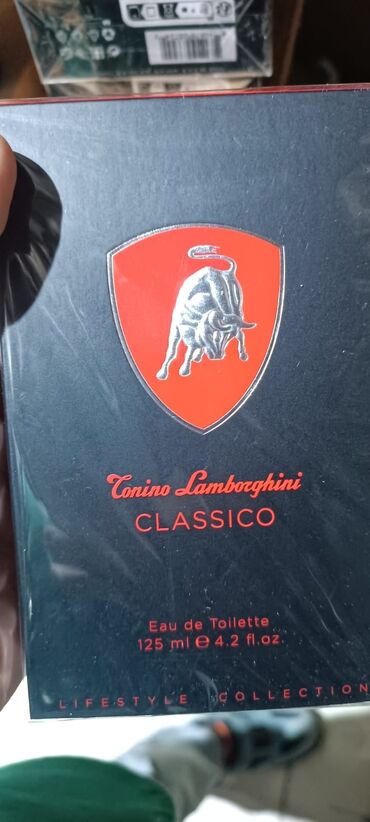 Tonino Lamborghini
CLASSICO
Eau de Toilette
125 ml ℮ 4.2 fl.oz.
LIFESTYLE COLLECTION